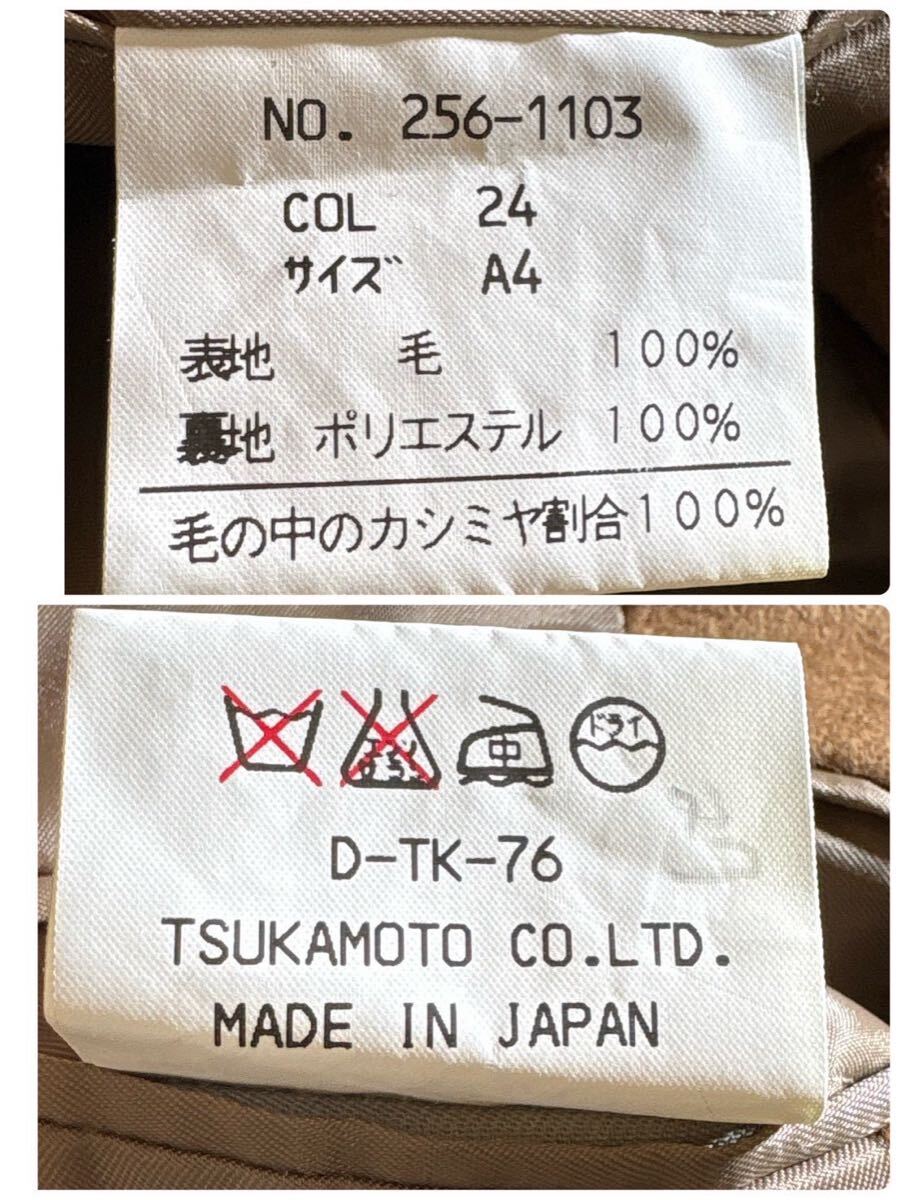 NO. 256-1103
COL 24
サイズ A4
表地 毛 100%
裏地 ポリエステル 100%
毛の中のカシミヤ割合100%
中 ドライ
D-TK-76
TSUKAMOTO CO.LTD.
MADE IN JAPAN